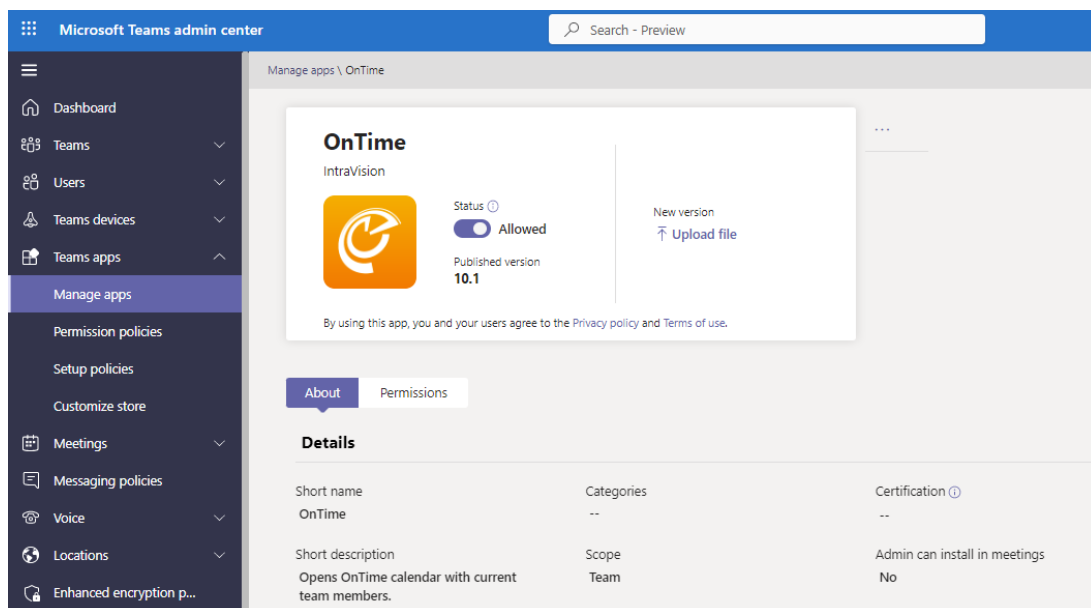 Microsoft Teams admin center
Search - Preview
Manage apps \ OnTime
Dashboard
Teams
Users
Teams devices
Teams apps
Manage apps
Permission policies
Setup policies
Customize store
Meetings
Messaging policies
Voice
Locations
Enhanced encryption p...
OnTime
IntraVision
Status
Allowed
Published version
10.1
New version
Upload file
By using this app, you and your users agree to the Privacy policy and Terms of use.
...
About Permissions
Details
Short name
OnTime
Categories
--
Certification
--
Short description
Opens OnTime calendar with current
team members.
Scope
Team
Admin can install in meetings
No